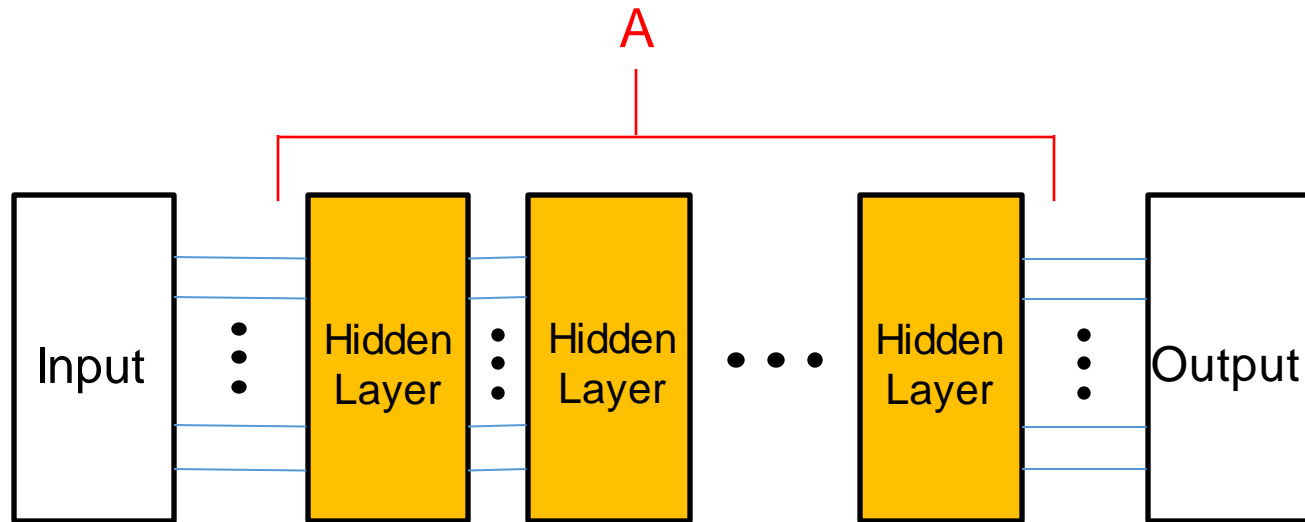 A
Input
Hidden
Layer
Hidden
Layer
Hidden
Layer
Output